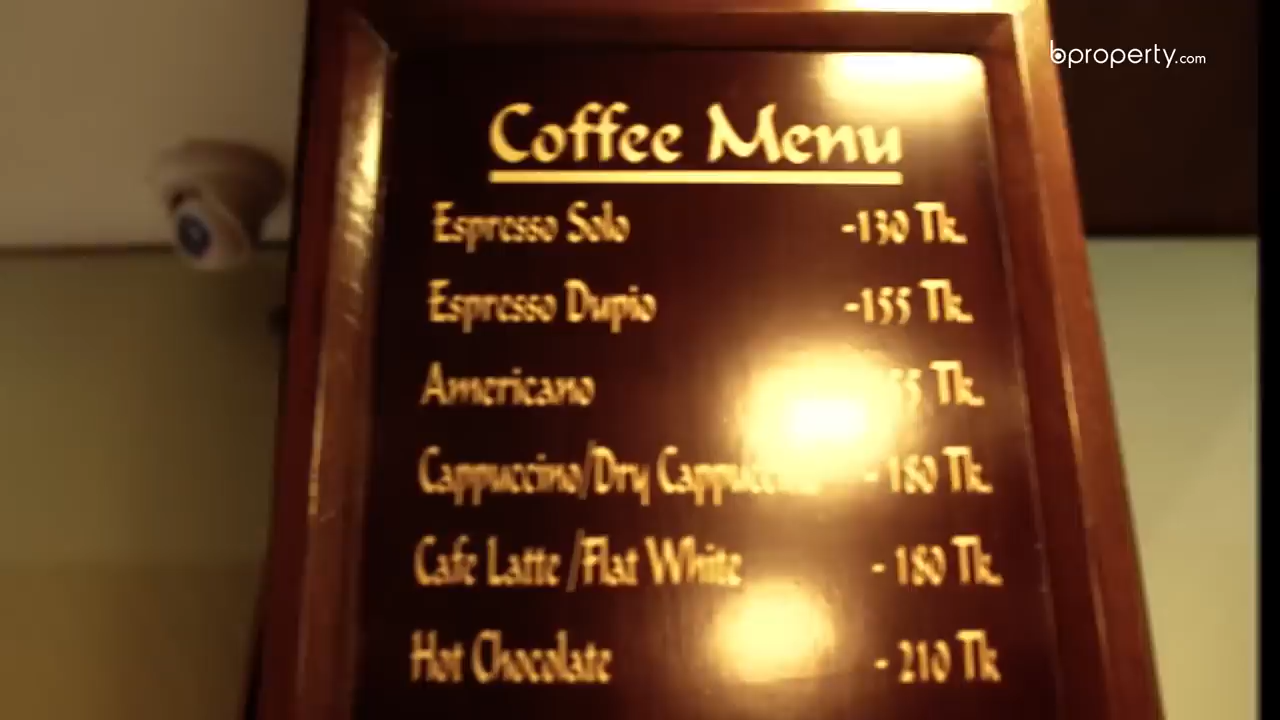 bproperty.com
Coffee Menu
Espresso Solo -130 Tk.
Espresso Dupio -155 Tk.
Americano Tk.
Cappuccino/Dry - 180 Tk.
Cafe Latte /Flat White - 180 Tk.
Hot Chocolate - 210 Tk